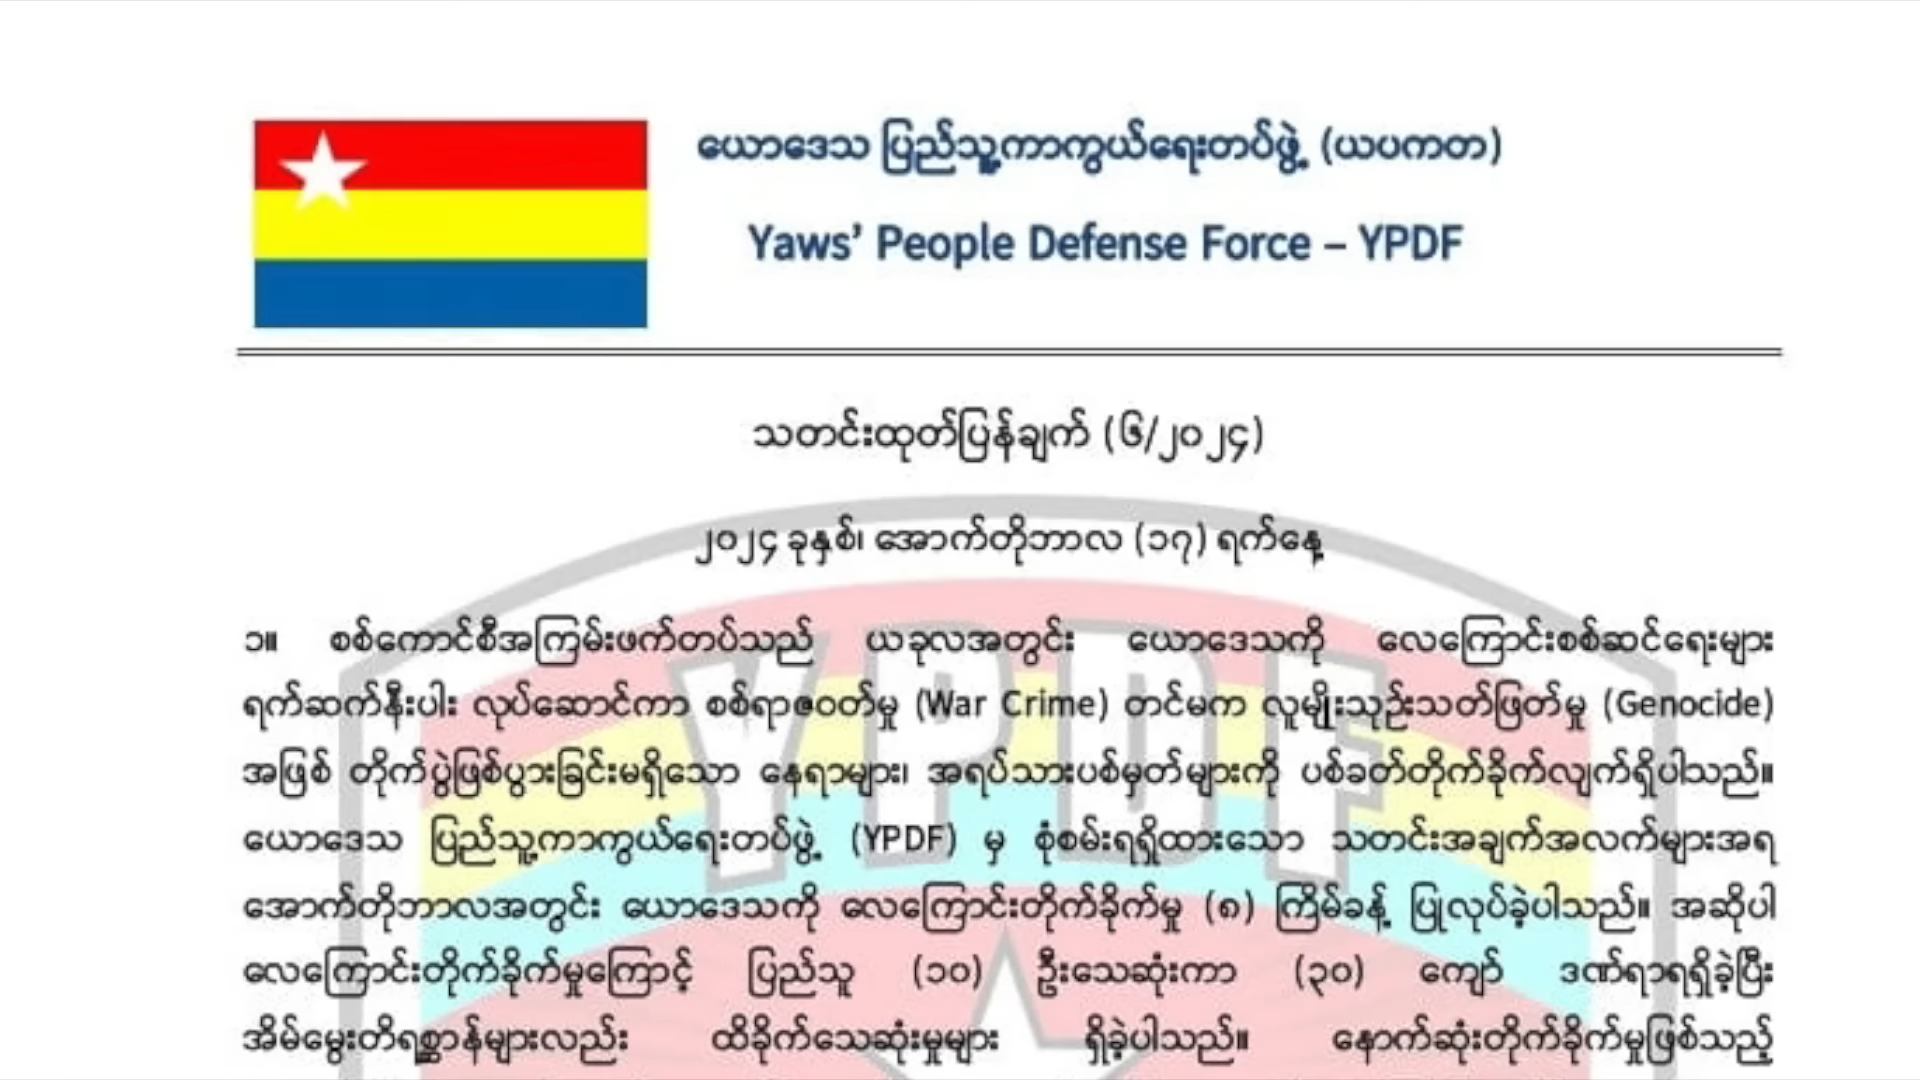 ယောဒေသ ပြည်သူ့ကာကွယ်ရေးတပ်ဖွဲ့ (ယပကတ)
Yaws’ People Defense Force – YPDF
သတင်းထုတ်ပြန်ချက် (၆/၂၀၂၄)
၂၀၂၄ ခုနှစ်၊ အောက်တိုဘာလ (၁၇) ရက်နေ့
၁။ စစ်ကောင်စီအကြမ်းဖက်တပ်သည် ယခုလအတွင်း ယောဒေသကို လေကြောင်းစစ်ဆင်ရေးများ
ရက်ဆက်နီးပါး လုပ်ဆောင်ကာ စစ်ရာဇဝတ်မှု (War Crime) တင်မက လူမျိုးသုဉ်းသတ်ဖြတ်မှု (Genocide)
အဖြစ် တိုက်ပွဲဖြစ်ပွားခြင်းမရှိသော နေရာများ၊ အရပ်သားပစ်မှတ်များကို ပစ်ခတ်တိုက်ခိုက်လျက်ရှိပါသည်။
ယောဒေသ ပြည်သူ့ကာကွယ်ရေးတပ်ဖွဲ့ (YPDF) မှ စုံစမ်းရရှိထားသော သတင်းအချက်အလက်များအရ
အောက်တိုဘာလအတွင်း ယောဒေသကို လေကြောင်းတိုက်ခိုက်မှု (၈) ကြိမ်ခန့် ပြုလုပ်ခဲ့ပါသည်။ အဆိုပါ
လေကြောင်းတိုက်ခိုက်မှုကြောင့် ပြည်သူ (၁၀) ဦးသေဆုံးကာ (၃၀) ကျော် ဒဏ်ရာရရှိခဲ့ပြီး
အိမ်မွေးတိရစ္ဆာန်များလည်း ထိခိုက်သေဆုံးမှုများ ရှိခဲ့ပါသည်။ နောက်ဆုံးတိုက်ခိုက်မှုဖြစ်သည့်
YPDF